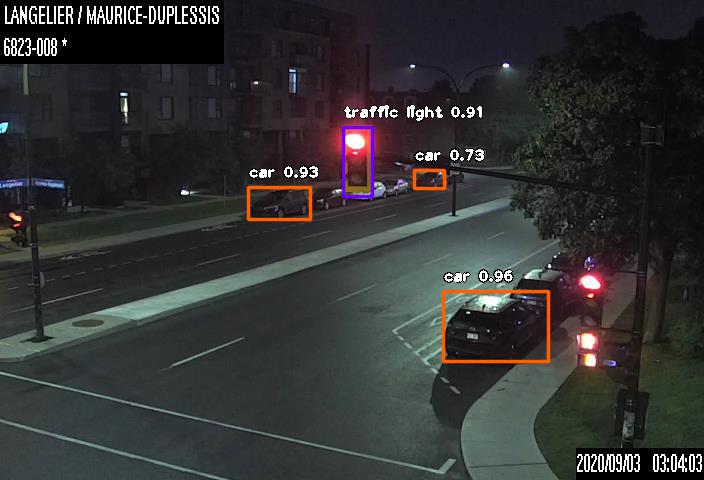 LANGELIER / MAURICE-DUPLESSIS
6823-008 *
traffic light 0.91
car 0.93
car 0.73
car 0.96
Langelier
2020/09/03 03:04:03